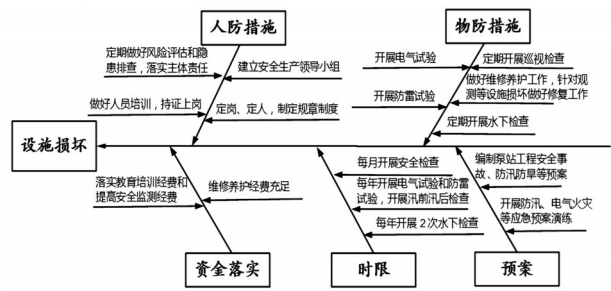 人防措施
物防措施
定期做好风险评估和隐
患排查，落实主体责任
建立安全生产领导小组
做好人员培训，持证上岗
定岗、定人，制定规章制度
开展电气试验
定期开展巡视检查
做好维修养护工作，针对观
测等设施损坏做好修复工作
开展防雷试验
定期开展水下检查
设施损坏
落实教育培训经费和
提高安全监测经费
维修养护经费充足
每月开展安全检查
每年开展电气试验和防雷
试验，开展汛前汛后检查
每年开展2次水下检查
编制泵站工程安全事
故、防汛防旱等预案
开展防汛、电气火灾
等应急预案演练
资金落实
时限
预案